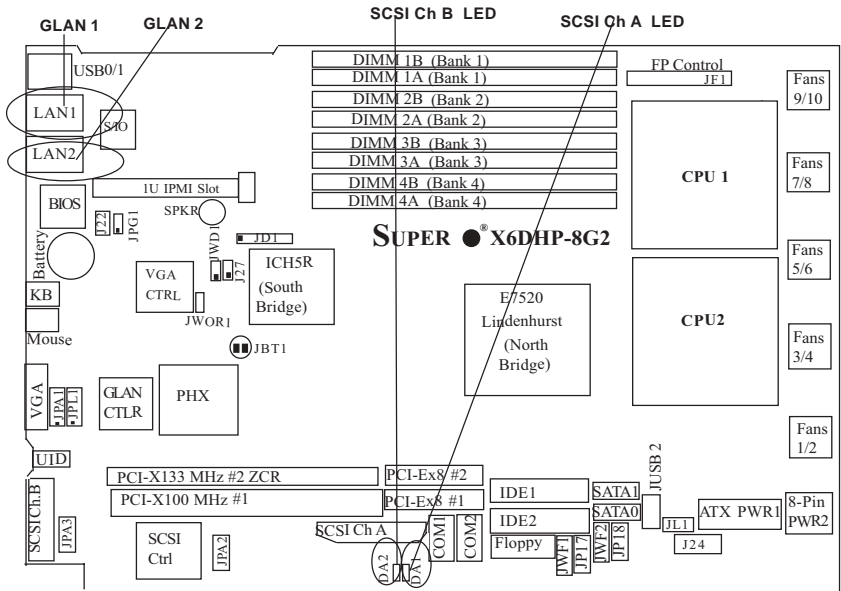 GLAN 1
GLAN 2
SCSI Ch B LED
SCSI Ch A LED
USB0/1
LAN1
S/IO
LAN2
DIMM 1B (Bank 1)
DIMM 1A (Bank 1)
DIMM 2B (Bank 2)
DIMM 2A (Bank 2)
DIMM 3B (Bank 3)
DIMM 3A (Bank 3)
DIMM 4B (Bank 4)
DIMM 4A (Bank 4)
FP Control
JF1
Fans
9/10
CPU 1
Fans
7/8
1U IPMI Slot
BIOS
J22
JPG1
SPKR
JWD1
JD1
J27
SUPER ●® X6DHP-8G2
Battery
VGA
CTRL
ICH5R
(South
Bridge)
Fans
5/6
KB
Mouse
JWOR1
E7520
Lindenhurst
(North
Bridge)
CPU2
Fans
3/4
JBT1
VGA
JPA1
JPL1
GLAN
CTLR
PHX
Fans
1/2
UID
PCI-X133 MHz #2 ZCR
PCI-Ex8 #2
JUSB 2
PCI-X100 MHz #1
PCI-Ex8 #1
IDE1
SATA1
SCSI Ch.B
JPA3
SCSI
Ctrl
JPA2
SCSI Ch A
COM1
COM2
IDE2
SATA0
JL1
ATX PWR1
8-Pin
PWR2
DA2
DA1
Floppy
JWF1
JP17
JWF2
JP18
J24